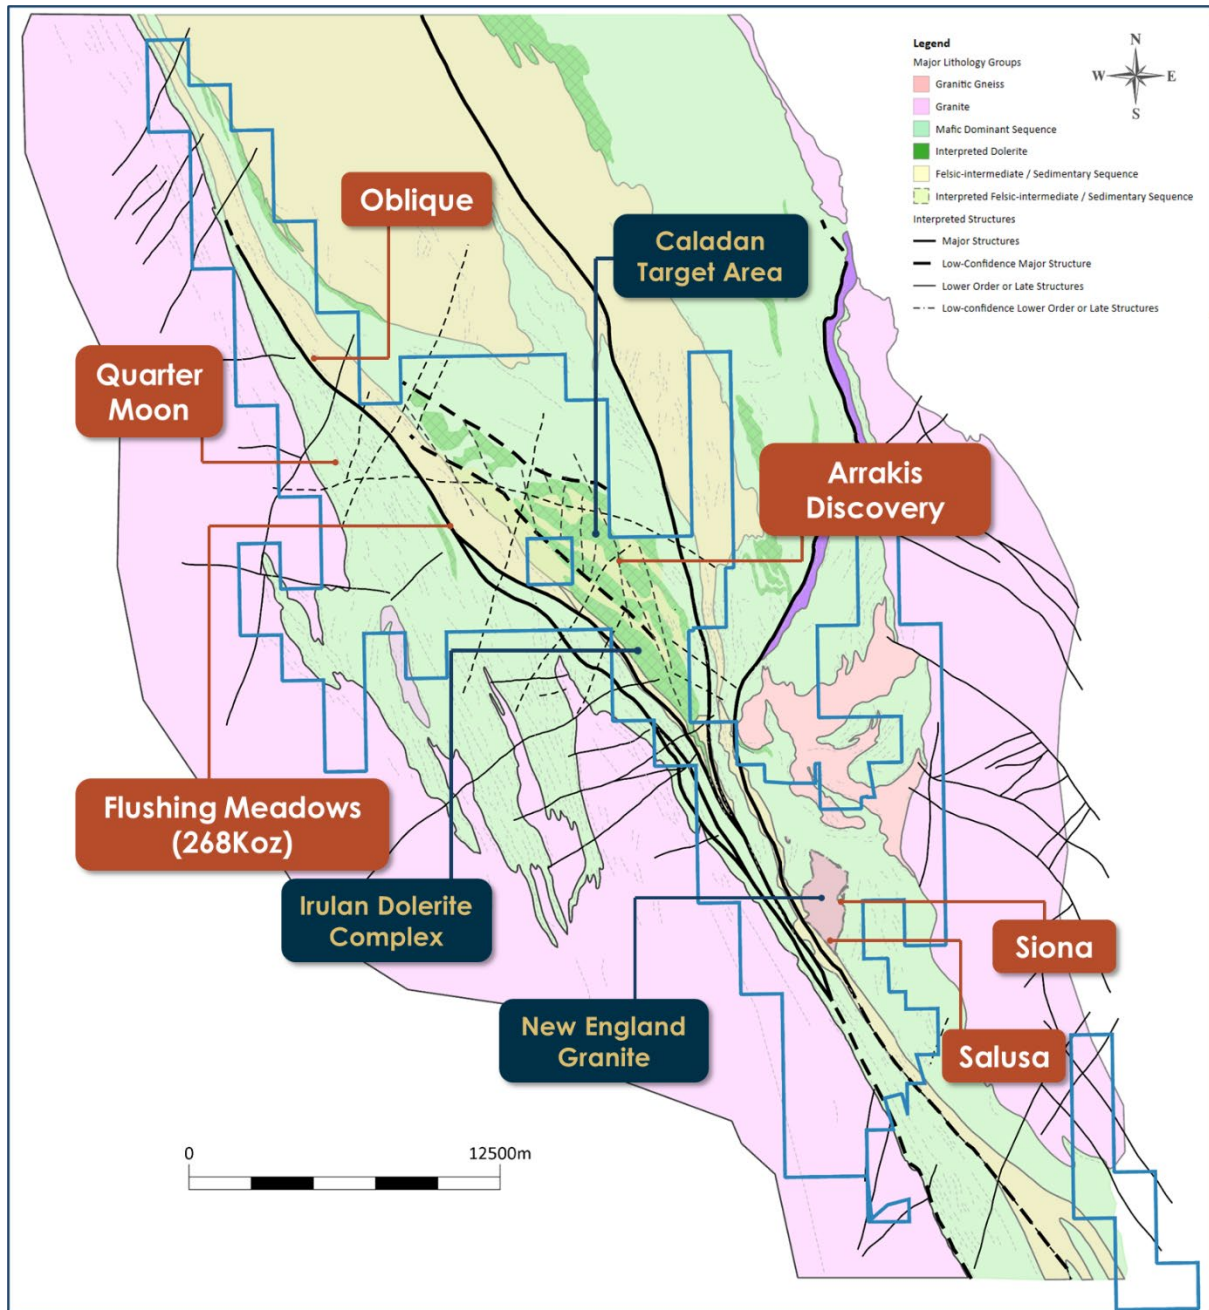 Legend
Major Lithology Groups
Granitic Gneiss
Granite
Mafic Dominant Sequence
Interpreted Dolerite
Felsic-intermediate / Sedimentary Sequence
Interpreted Felsic-intermediate / Sedimentary Sequence
Interpreted Structures
Major Structures
Low-Confidence Major Structure
Lower Order or Late Structures
Low-confidence Lower Order or Late Structures
N
W E
S
Oblique
Caladan
Target Area
Quarter
Moon
Arrakis
Discovery
Flushing Meadows
(268Koz)
Irulan Dolerite
Complex
Siona
New England
Granite
Salusa
0 12500m